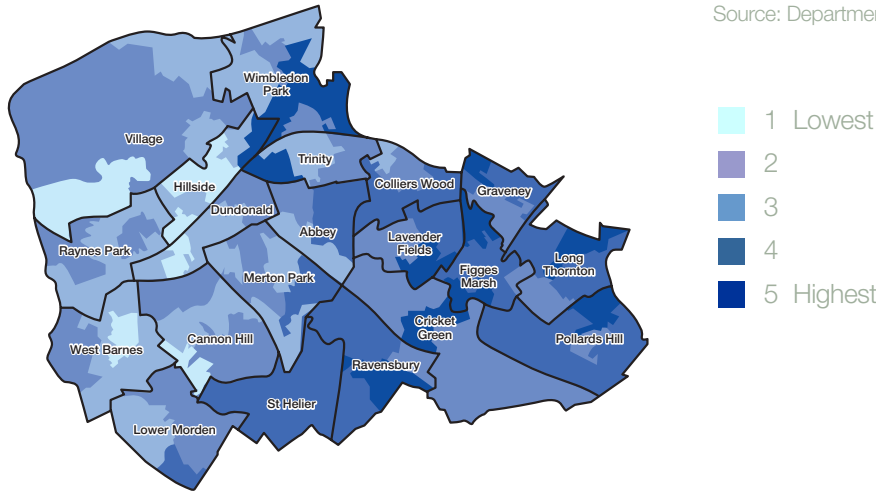 Source: Departmen
1 Lowest
2
3
4
5 Highest
Wimbledon
Park
Village
Trinity
Hillside
Colliers Wood
Graveney
Dundonald
Abbey
Raynes Park
Lavender
Fields
Long
Thornton
Merton Park
Figges
Marsh
Cricket
Green
West Barnes
Cannon Hill
Pollards Hill
Ravensbury
St Helier
Lower Morden